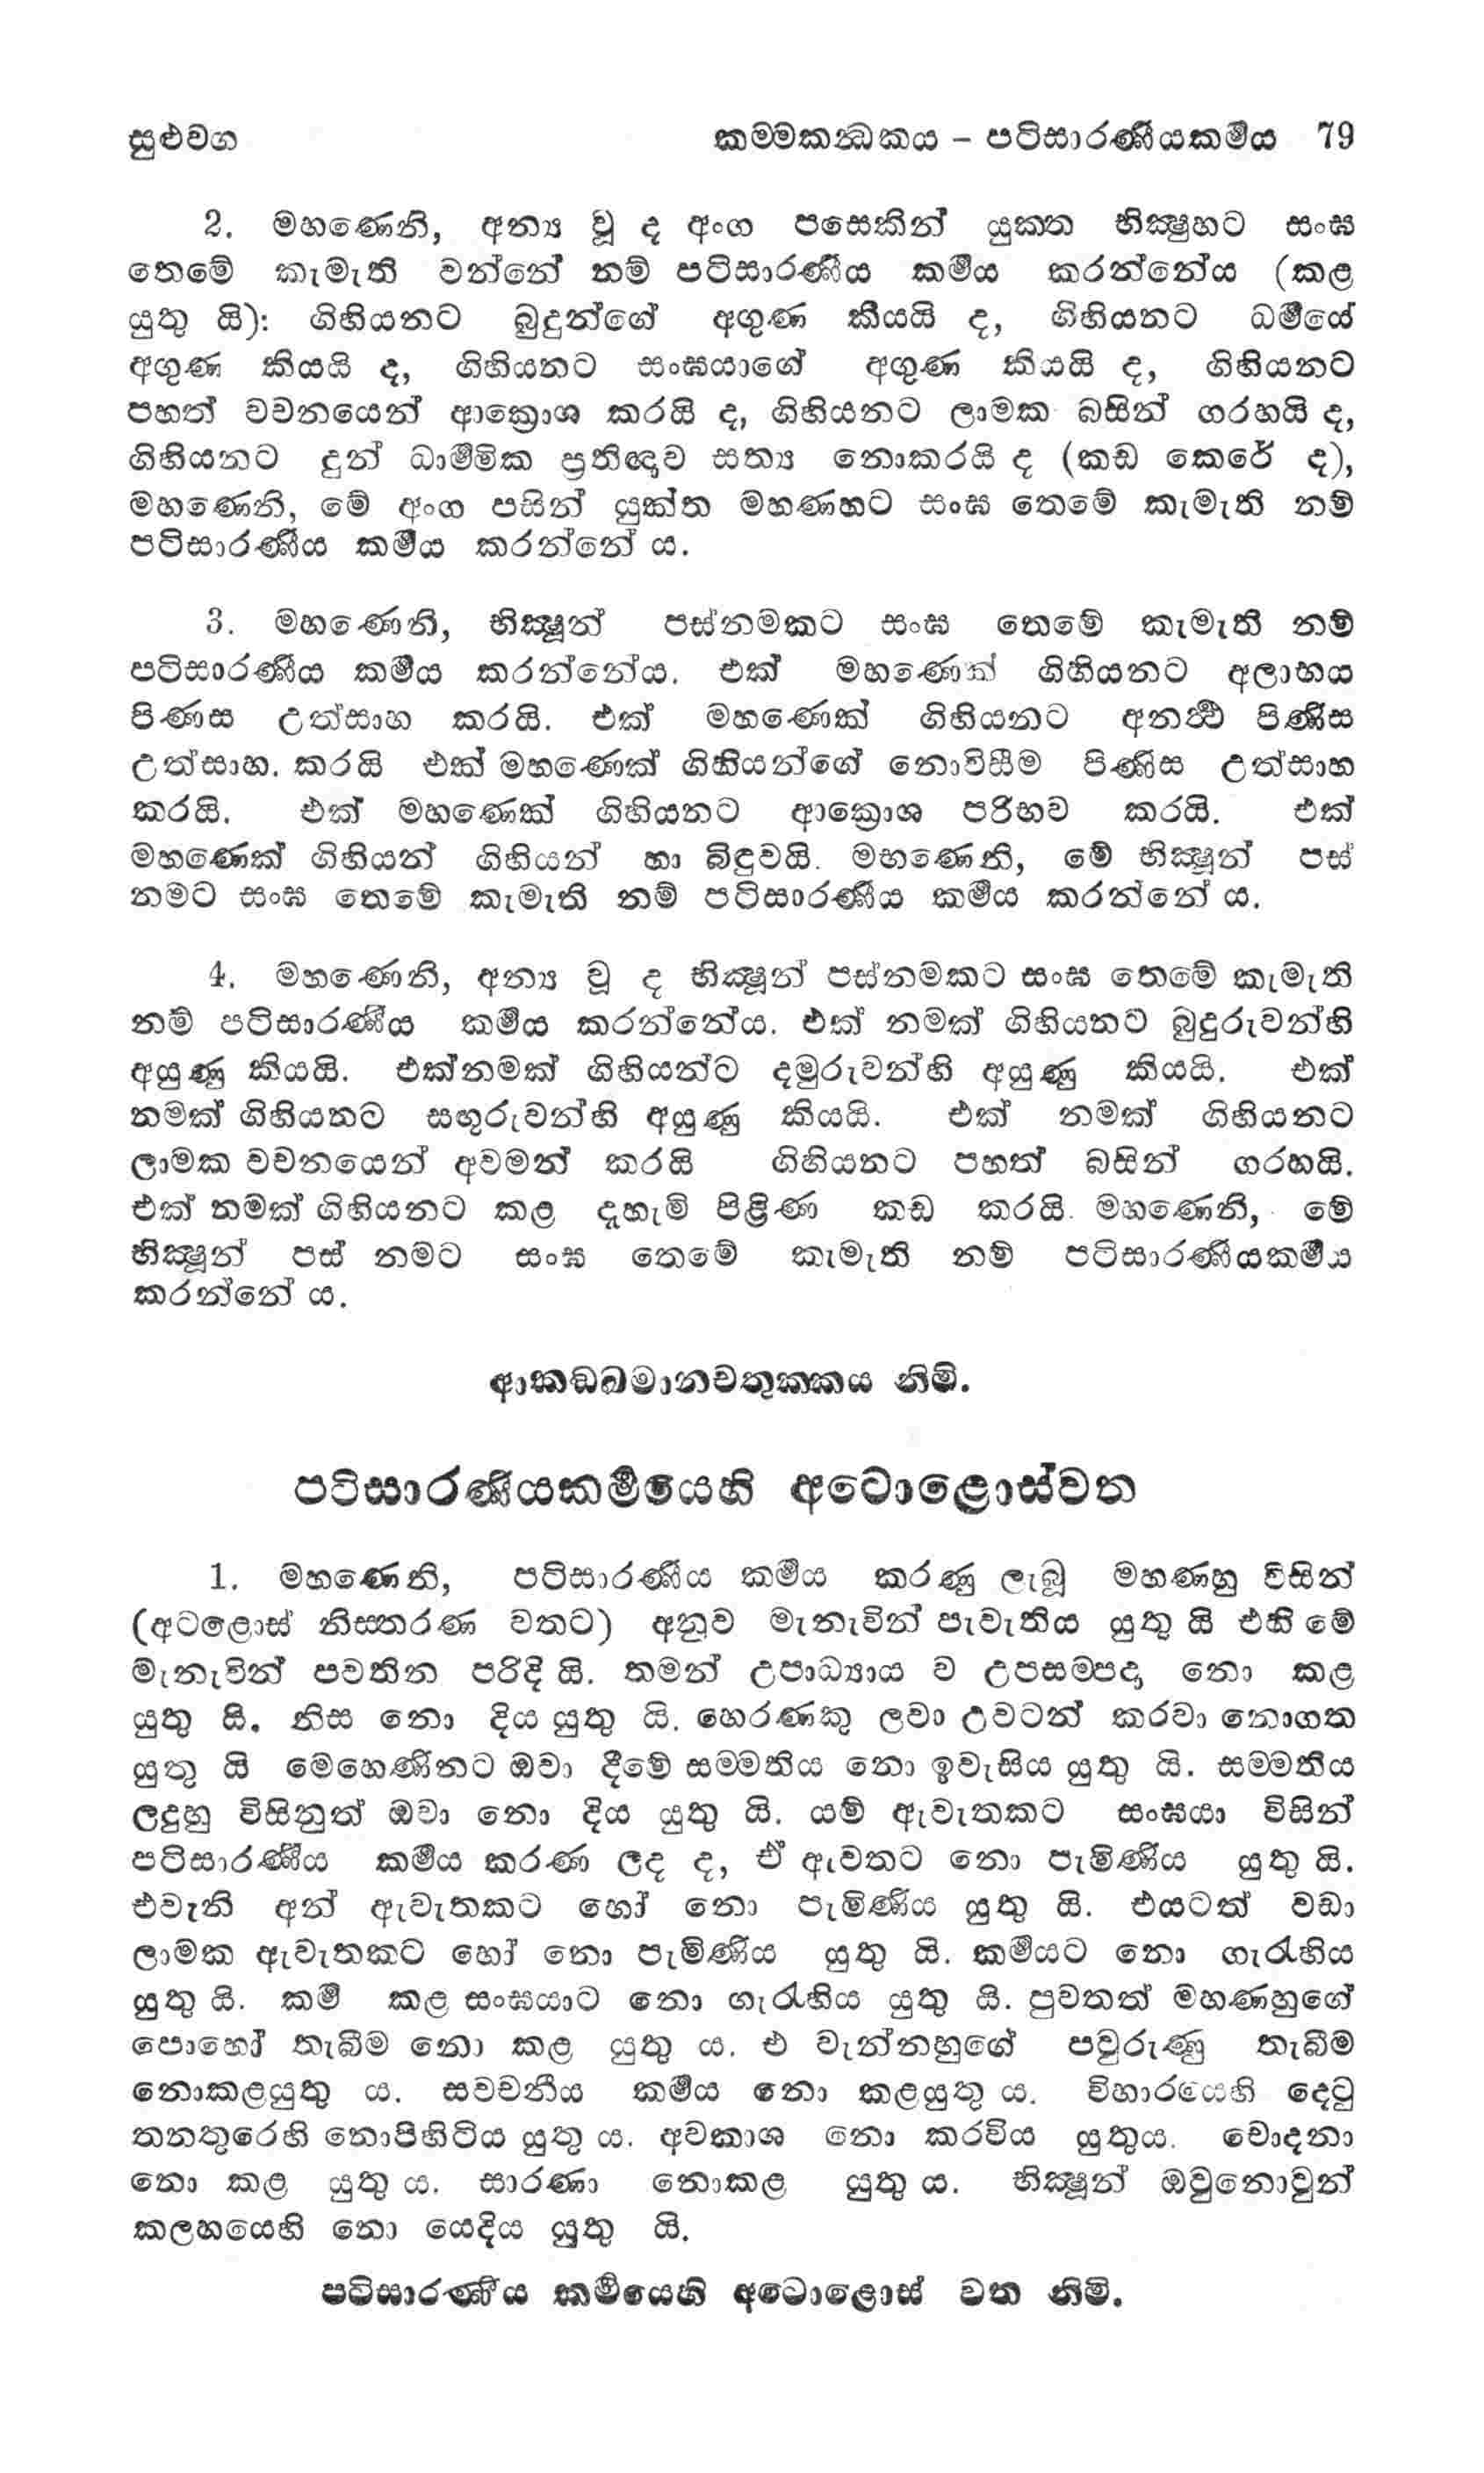 සුළුවග කම්මකඛන්ධකය – පටිසාරණීයකර්‍මය 79
2. මහණෙනි, අන්‍ය වූ ද අංග පසෙකින් යුක්ත භික්‍ෂුහට සංඝ
තෙමේ කැමැති වන්නේ නම් පටිසාරණීය කර්‍මය කරන්නේය (කළ
යුතු යි): ගිහියනට බුදුන්ගේ අගුණ කීයයි ද, ගිහියනට ධර්‍මයේ
අගුණ කියයි ද, ගිහියනට සංඝයාගේ අගුණ කියයි ද, ගිහියනට
පහත් වචනයෙන් ආක්‍රොශ කරයි ද, ගිහියනට ලාමක බසින් ගරහයි ද,
ගිහියනට දුන් ධාර්‍මික ප්‍රතිඥාව සත්‍ය නොකරයි ද (කඩ කෙරේ ද),
මහණෙනි, මේ අංග පසින් යුක්ත මහණහට සංඝ තෙමේ කැමැති නම්
පටිසාරණීය කර්‍මය කරන්නේ ය.
3. මහණෙනි, භික්‍ෂූන් පස්නමකට සංඝ තෙමේ කැමැති නම්
පටිසාරණීය කර්‍මය කරන්නේය. එක් මහණෙක් ගිහියනට අලාභය
පිණස උත්සාහ කරයි. එක් මහණෙක් ගිහියනට අනර්‍ථ පිණිස
උත්සාහ. කරයි එක් මහණෙක් ගිහියන්ගේ නොවිසීම පිණිස උත්සාහ
කරයි. එක් මහණෙක් ගිහියනට ආක්‍රොශ පරිභව කරයි. එක්
මහණෙක් ගිහියන් ගිහියන් හා බිඳුවයි. මහණෙනි, මේ භික්‍ෂූන් පස්
නමට සංඝ තෙමේ කැමැති නම් පටිසාරණීය කර්‍මය කරන්නේ ය.
4. මහණෙනි, අන්‍ය වූ ද භික්‍ෂූන් පස්නමකට සංඝ තෙමේ කැමැති
නම් පටිසාරණීය කර්‍මය කරන්නේය. එක් නමක් ගිහියනට බුදුරුවන්හි
අයුණු කියයි. එක්නමක් ගිහියන්ට දමුරුවන්හි අයුණු කියයි. එක්
නමක් ගිහියනට සඟුරුවන්හි අයුණු කියයි. එක් නමක් ගිහියනට
ලාමක වචනයෙන් අවමන් කරයි ගිහියනට පහත් බසින් ගරහයි.
එක් නමක් ගිහියනට කළ දැහැමි පිළිණ කඩ කරයි. මහණෙනි, මේ
භික්‍ෂූන් පස් නමට සංඝ තෙමේ කැමැති නම් පටිසාරණීයකර්‍මය
කරන්නේ ය.
ආකඞ්ඛමානචතුක්කය නිමි.
පටිසාරණීයකර්‍මයෙහි අටොළොස්වත
1. මහණෙනි, පටිසාරණීය කර්‍මය කරණු ලැබූ මහණහු විසින්
(අටළොස් නිස්තරණ වතට) අනුව මැනැවින් පැවැතිය යුතු යි එහි මේ
මැනැවින් පවතින පරිදි යි. තමන් උපාධ්‍යාය ව උපසම්පදා නො කළ
යුතු යි. නිස නො දිය යුතු යි. හෙරණකු ලවා උවටන් කරවා නොගත
යුතු යි මෙහෙණිනට ඔවා දීමේ සම්මතිය නො ඉවැසිය යුතු යි. සම්මතිය
ලදුහු විසිනුත් ඔවා නො දිය යුතු යි. යම් ඇවැතකට සංඝයා විසින්
පටිසාරණීය කර්‍මය කරණ ලද ද, ඒ ඇවතට නො පැමිණිය යුතු යි.
එවැනි අන් ඇවැතකට හෝ නො පැමිණිය යුතු යි. එයටත් වඩා
ලාමක ඇවැතකට හෝ නො පැමිණිය යුතු යි. කර්‍මයට නො ගැරැහිය
යුතු යි. කර්‍ම කළ සංඝයාට නො ගැරැහිය යුතු යි. පුවතත් මහණහුගේ
පොහෝ තැබීම නො කළ යුතු ය. එ වැන්නහුගේ පවුරුණු තැබීම
නොකළයුතු ය. සවචනීය කර්‍මය නො කළයුතු ය. විහාරයෙහි දෙටු
තනතුරෙහි නොපිහිටිය යුතු ය. අවකාශ නො කරවිය යුතුය. චොදනා
නො කළ යුතු ය. සාරණා නොකළ යුතු ය. භික්‍ෂූන් ඔවුනොවුන්
කලහයෙහි නො යෙදිය යුතු යි.
පටිසාරණීය කර්‍මයෙහි අටොළොස් වත නිමි.